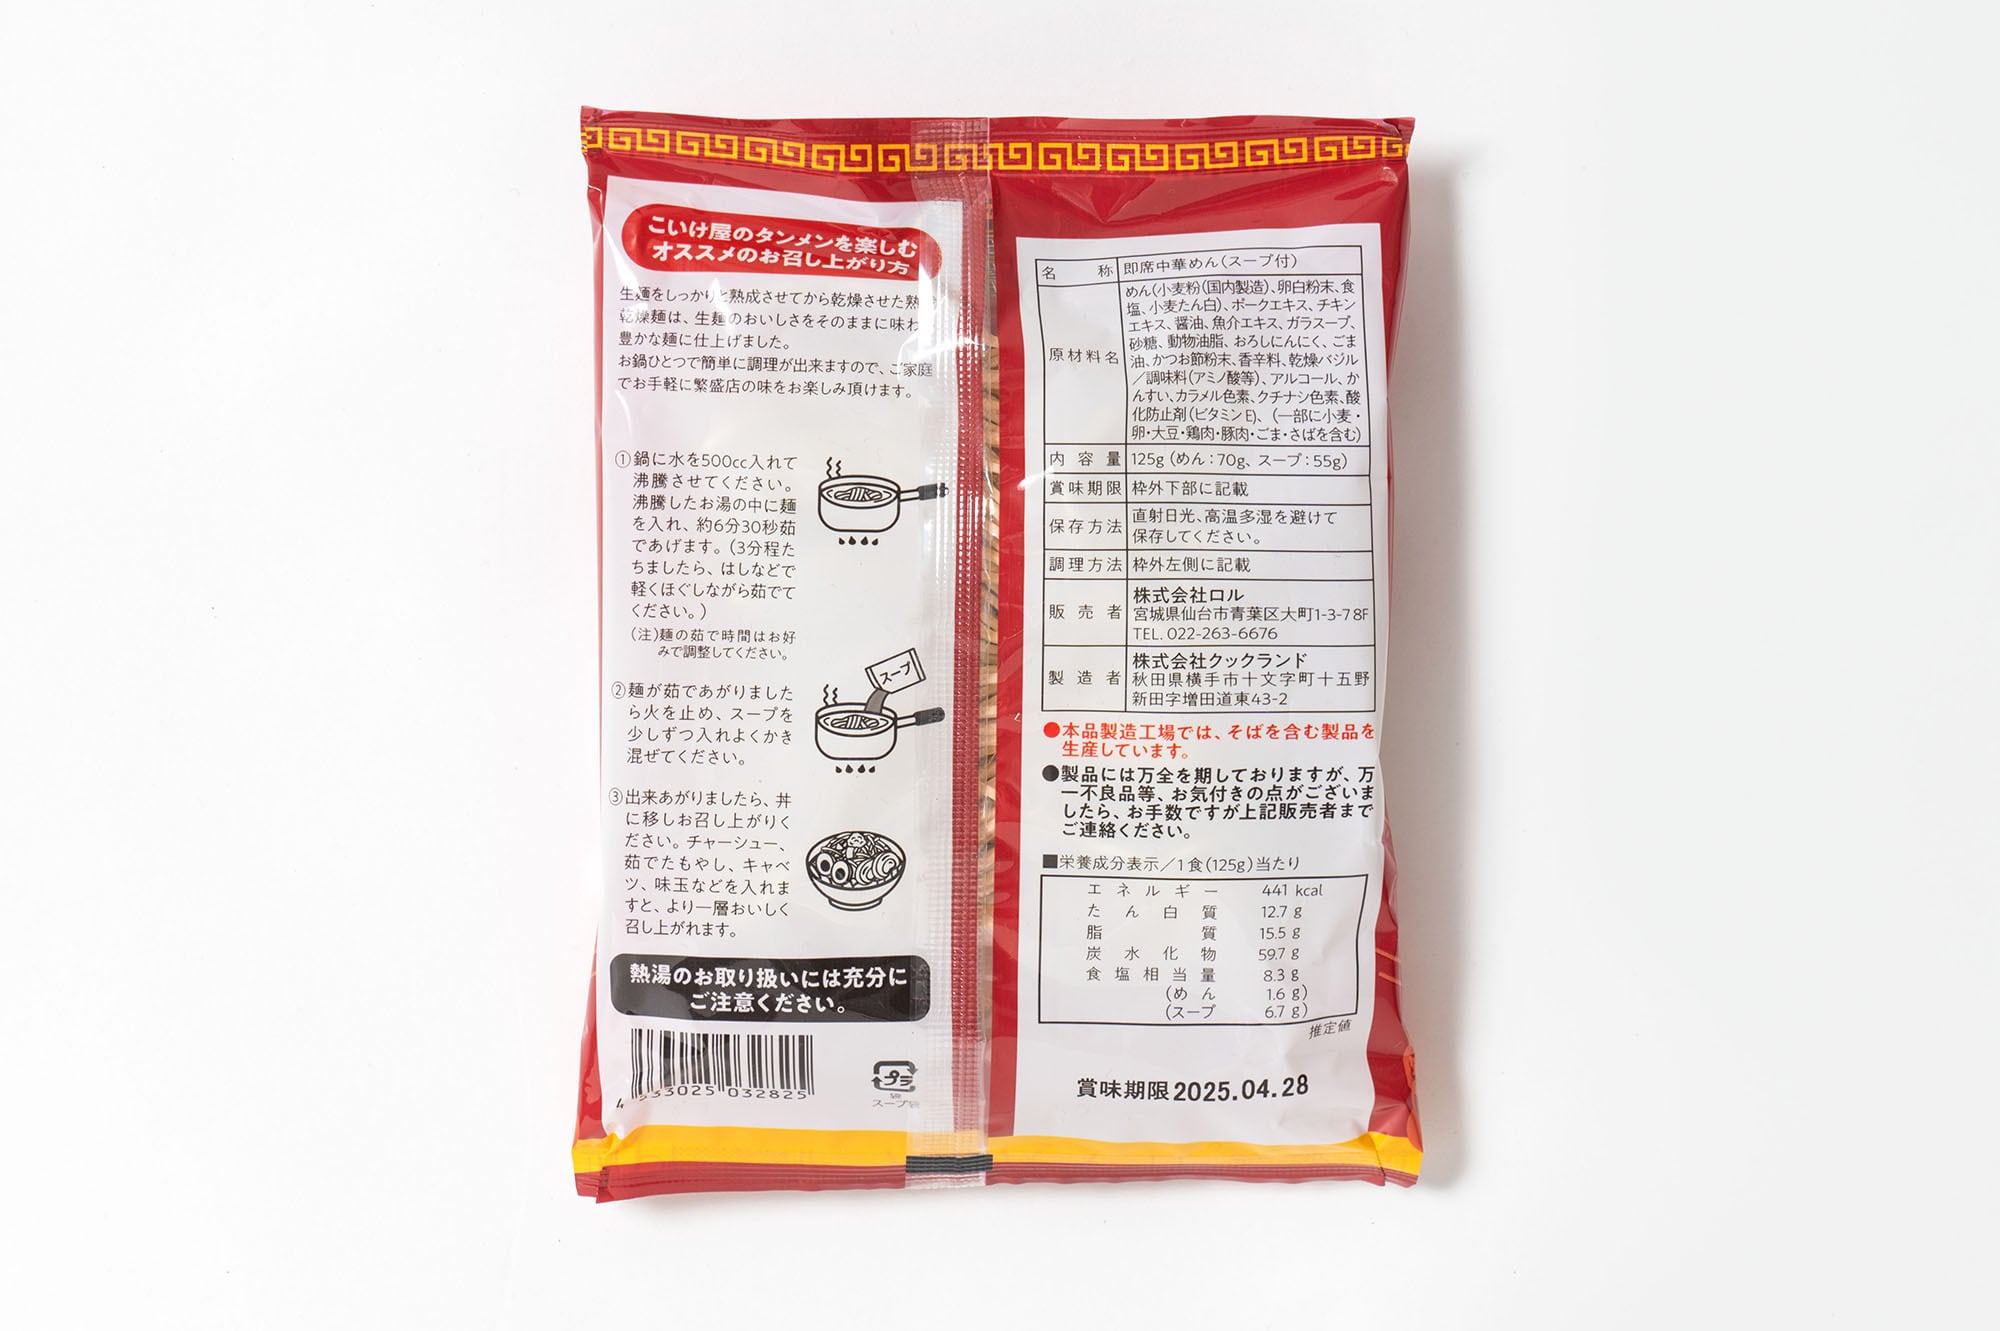 こいけ屋のタンメンを楽しむ
オススメのお召し上がり方
生麺をしっかりと熟成させてから乾燥させた熟
乾燥麺は、生麺のおいしさをそのままに味わ
豊かな麺に仕上げました。
お鍋ひとつで簡単に調理が出来ますので、ご家庭
でお手軽に繁盛店の味をお楽しみ頂けます。
①鍋に水を500cc入れて
沸騰させてください。
沸騰したお湯の中に麺
を入れ、約6分30秒茹
であげます。(3分程た
ちましたら、はしなどで
軽くほぐしながら茹でて
ください。)
(注)麺の茹で時間はお好
みで調整してください。
スープ
②麺が茹であがりました
ら火を止め、スープを
少しずつ入れよくかき
混ぜてください。
③出来あがりましたら、丼
に移しお召し上がりく
ださい。チャーシュー、
茹でたもやし、キャベ
ツ、味玉などを入れま
すと、より一層おいしく
召し上がれます。
熱湯のお取り扱いには充分に
ご注意ください。
4 533025 032825
プラ
袋
スープ袋
名称 即席中華めん(スープ付)
原材料名 めん(小麦粉(国内製造)、卵白粉末、食
塩、小麦たん白)、ポークエキス、チキン
エキス、醤油、魚介エキス、ガラスープ、
砂糖、動物油脂、おろしにんにく、ごま
油、かつお節粉末、香辛料、乾燥バジル
／調味料(アミノ酸等)、アルコール、か
んすい、カラメル色素、クチナシ色素、酸
化防止剤(ビタミンE)、(一部に小麦・
卵・大豆・鶏肉・豚肉・ごま・さばを含む)
内容量 125g(めん:70g、スープ:55g)
賞味期限 枠外下部に記載
保存方法 直射日光、高温多湿を避けて
保存してください。
調理方法 枠外左側に記載
販売者 株式会社ロル
宮城県仙台市青葉区大町1-3-7 8F
TEL. 022-263-6676
製造者 株式会社クックランド
秋田県横手市十文字町十五野
新田字増田道東43-2
●本品製造工場では、そばを含む製品を
生産しています。
●製品には万全を期しておりますが、万
一不良品等、お気付きの点がございま
したら、お手数ですが上記販売者まで
ご連絡ください。
■栄養成分表示／1食(125g)当たり
エネルギー 441 kcal
たん白質 12.7 g
脂質 15.5 g
炭水化物 59.7 g
食塩相当量 8.3 g
(めん 1.6 g)
(スープ 6.7 g)
推定値
賞味期限 2025.04.28